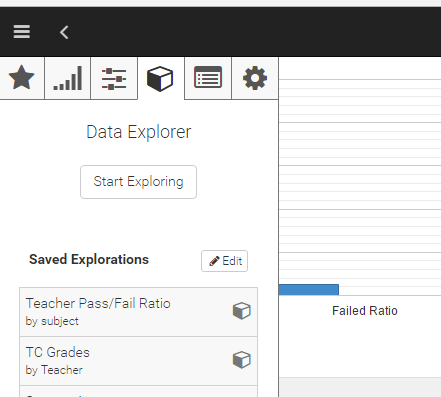 Data Explorer
Start Exploring
Saved Explorations
Edit
Teacher Pass/Fail Ratio
by subject
TC Grades
by Teacher
Failed Ratio